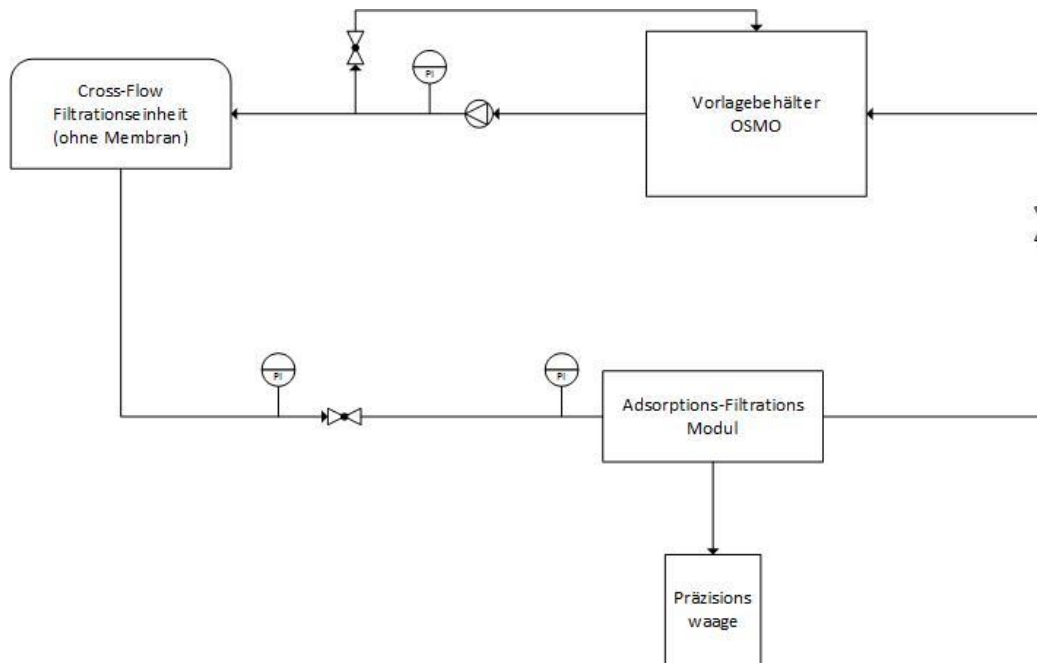 PI
Cross-Flow
Filtrationseinheit
(ohne Membran)
Vorlagebehälter
OSMO
PI
PI
Adsorptions-Filtrations
Modul
Präzisions
waage